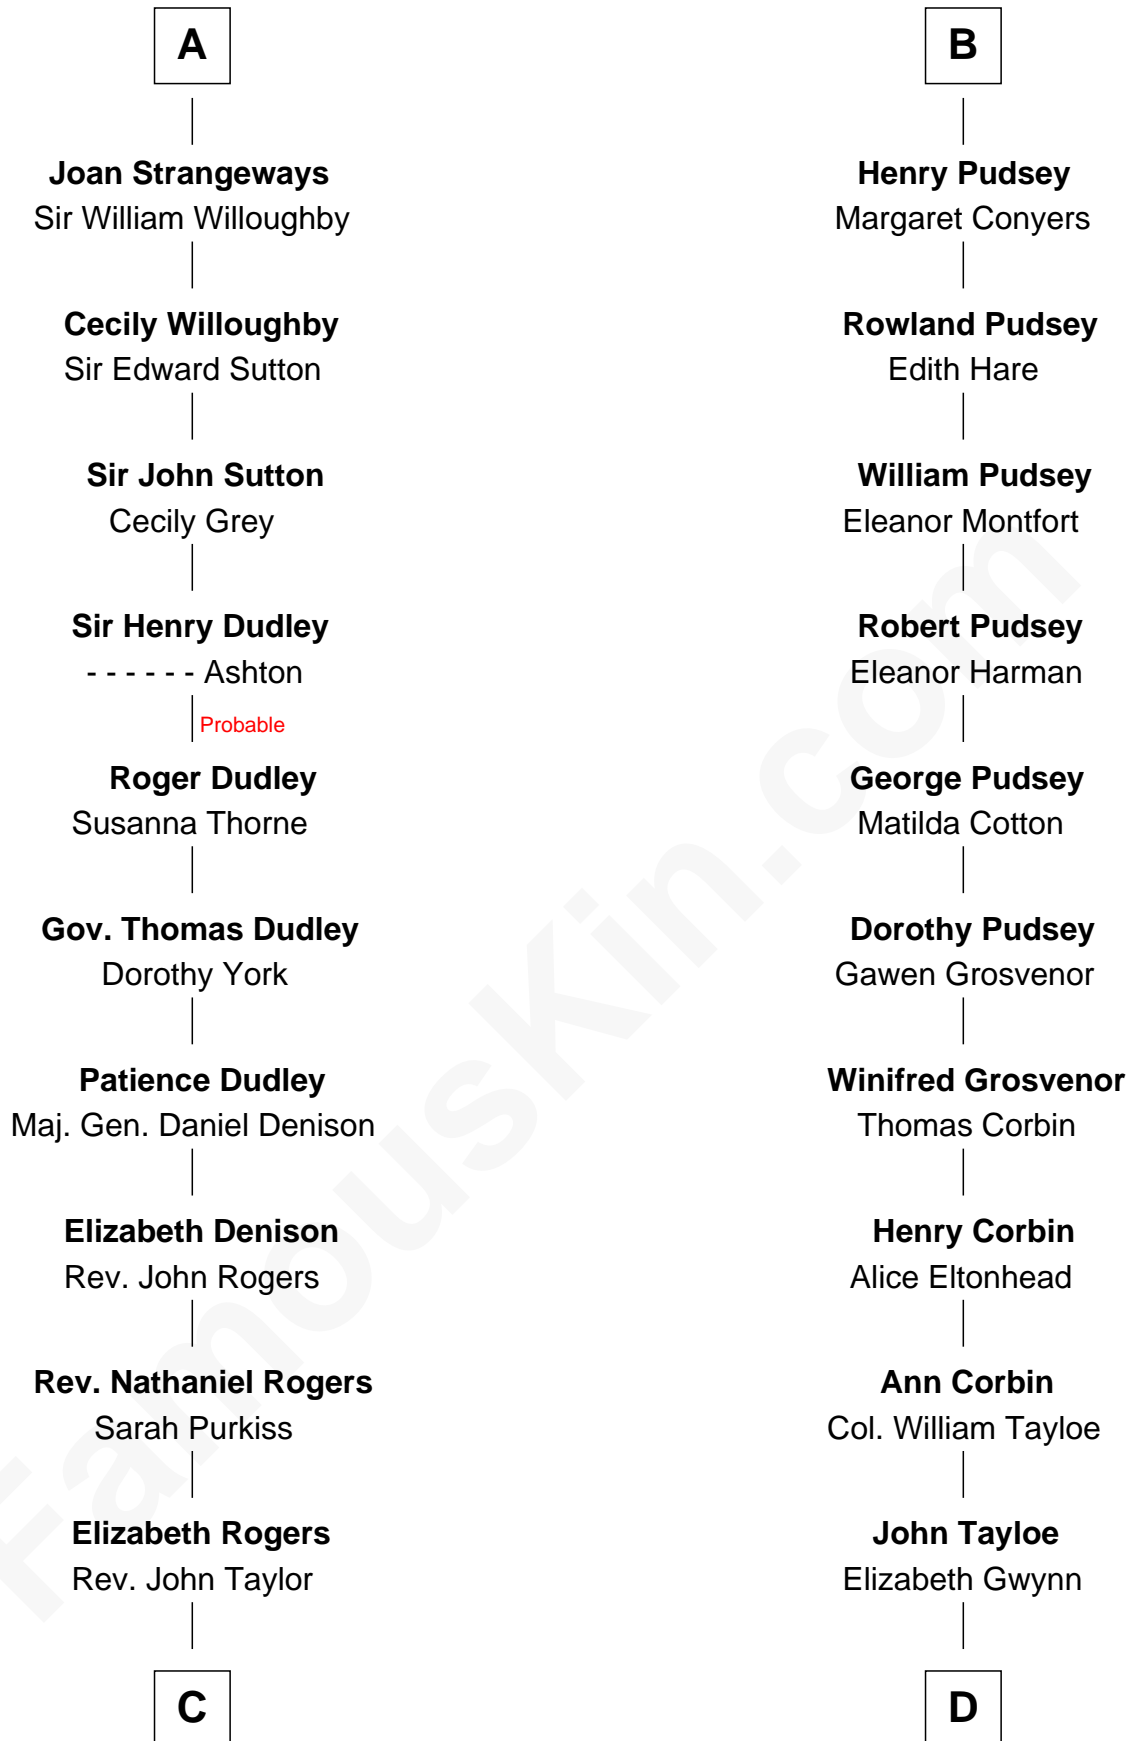 A
Joan Strangeways
Sir William Willoughby
Cecily Willoughby
Sir Edward Sutton
Sir John Sutton
Cecily Grey
Sir Henry Dudley
- - - - - - Ashton
Probable
Roger Dudley
Susanna Thorne
Gov. Thomas Dudley
Dorothy York
Patience Dudley
Maj. Gen. Daniel Denison
Elizabeth Denison
Rev. John Rogers
Rev. Nathaniel Rogers
Sarah Purkiss
Elizabeth Rogers
Rev. John Taylor
C
B
Henry Pudsey
Margaret Conyers
Rowland Pudsey
Edith Hare
William Pudsey
Eleanor Montfort
Robert Pudsey
Eleanor Harman
George Pudsey
Matilda Cotton
Dorothy Pudsey
Gawen Grosvenor
Winifred Grosvenor
Thomas Corbin
Henry Corbin
Alice Eltonhead
Ann Corbin
Col. William Tayloe
John Tayloe
Elizabeth Gwynn
D
FamousKin.com